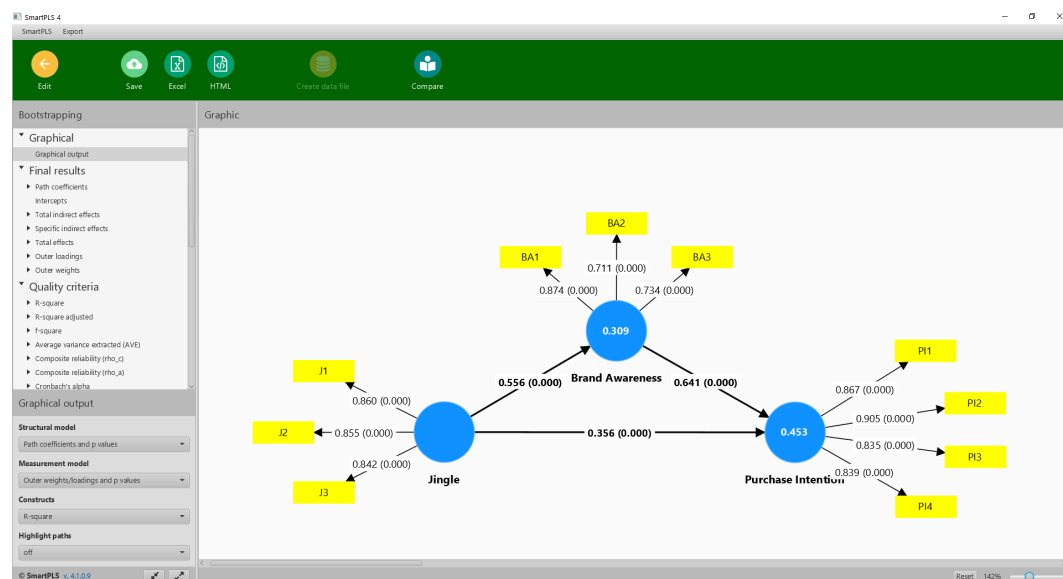 SmartPLS 4
SmartPLS Export
Edit Save Excel HTML Create data file Compare
Bootstrapping
Graphical
Graphical output
Final results
Path coefficients
Intercepts
Total indirect effects
Specific indirect effects
Total effects
Outer loadings
Outer weights
Quality criteria
R-square
R-square adjusted
f-square
Average variance extracted (AVE)
Composite reliability (rho_c)
Composite reliability (rho_a)
Cronbach's alpha
Graphical output
Structural model
Path coefficients and p values
Measurement model
Outer weights/loadings and p values
Constructs
R-square
Highlight paths
off
© SmartPLS v. 4.1.0.9
Graphic
BA2
BA1
BA3
0.711 (0.000)
0.874 (0.000)
0.734 (0.000)
0.309
Brand Awareness
0.556 (0.000)
0.641 (0.000)
J1
0.860 (0.000)
J2
0.855 (0.000)
0.842 (0.000)
J3
Jingle
0.356 (0.000)
0.453
Purchase Intention
PI1
0.867 (0.000)
PI2
0.905 (0.000)
0.835 (0.000)
PI3
0.839 (0.000)
PI4
Reset 142%